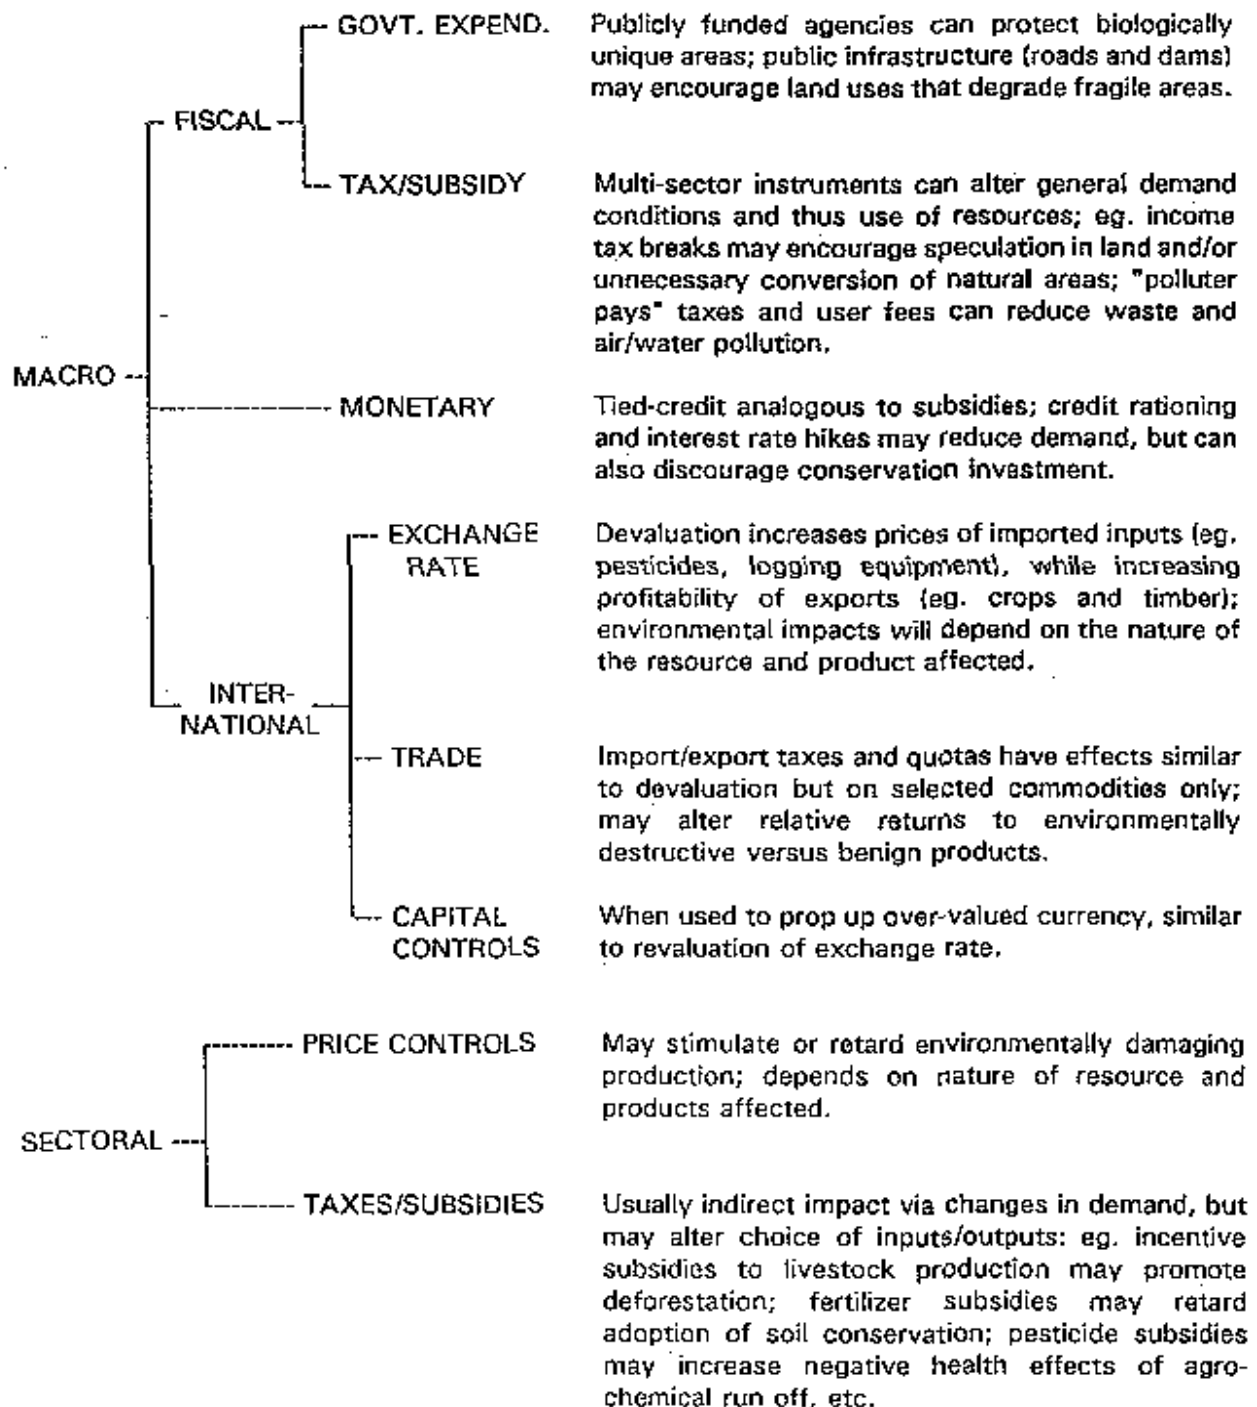 GOVT. EXPEND.
Publicly funded agencies can protect biologically
unique areas; public infrastructure (roads and dams)
may encourage land uses that degrade fragile areas.
FISCAL
TAX/SUBSIDY
Multi-sector instruments can alter general demand
conditions and thus use of resources; eg. income
tax breaks may encourage speculation in land and/or
unnecessary conversion of natural areas; "polluter
pays" taxes and user fees can reduce waste and
air/water pollution.
MACRO
MONETARY
Tied-credit analogous to subsidies; credit rationing
and interest rate hikes may reduce demand, but can
also discourage conservation investment.
EXCHANGE
RATE
Devaluation increases prices of imported inputs (eg.
pesticides, logging equipment), while increasing
profitability of exports (eg. crops and timber);
environmental impacts will depend on the nature of
the resource and product affected.
INTER-
NATIONAL
TRADE
Import/export taxes and quotas have effects similar
to devaluation but on selected commodities only;
may alter relative returns to environmentally
destructive versus benign products.
CAPITAL
CONTROLS
When used to prop up over-valued currency, similar
to revaluation of exchange rate.
PRICE CONTROLS
May stimulate or retard environmentally damaging
production; depends on nature of resource and
products affected.
SECTORAL
TAXES/SUBSIDIES
Usually indirect impact via changes in demand, but
may alter choice of inputs/outputs: eg. incentive
subsidies to livestock production may promote
deforestation; fertilizer subsidies may retard
adoption of soil conservation; pesticide subsidies
may increase negative health effects of agro-
chemical run off, etc.